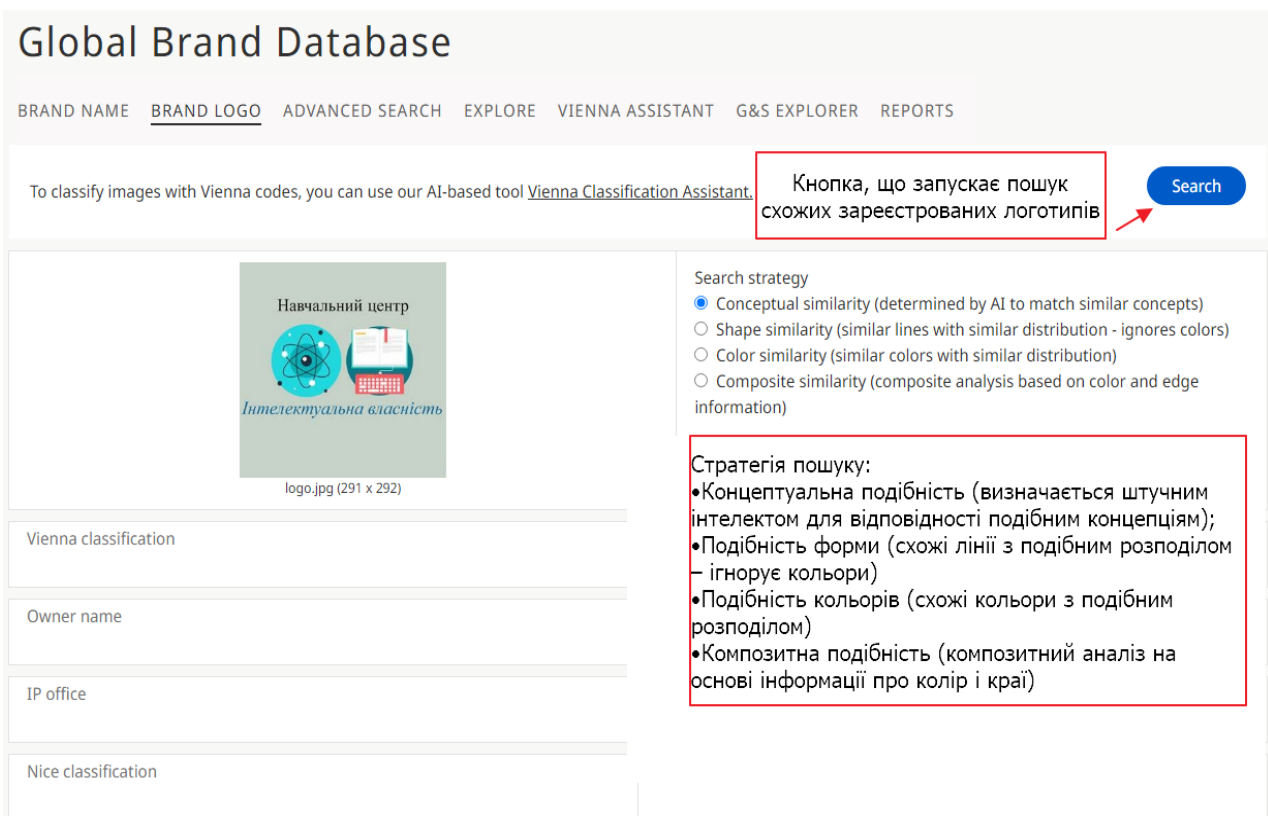 Global Brand Database
BRAND NAME BRAND LOGO ADVANCED SEARCH EXPLORE VIENNA ASSISTANT G&S EXPLORER REPORTS
To classify images with Vienna codes, you can use our AI-based tool Vienna Classification Assistant.
Кнопка, що запускає пошук
схожих зареєстрованих логотипів
Search
Навчальний центр
Інтелектуальна власність
logo.jpg (291 x 292)
Search strategy
Conceptual similarity (determined by AI to match similar concepts)
Shape similarity (similar lines with similar distribution - ignores colors)
Color similarity (similar colors with similar distribution)
Composite similarity (composite analysis based on color and edge
information)
Стратегія пошуку:
•Концептуальна подібність (визначається штучним
інтелектом для відповідності подібним концепціям);
•Подібність форми (схожі лінії з подібним розподілом
– ігнорує кольори)
•Подібність кольорів (схожі кольори з подібним
розподілом)
•Композитна подібність (композитний аналіз на
основі інформації про колір і краї)
Vienna classification
Owner name
IP office
Nice classification